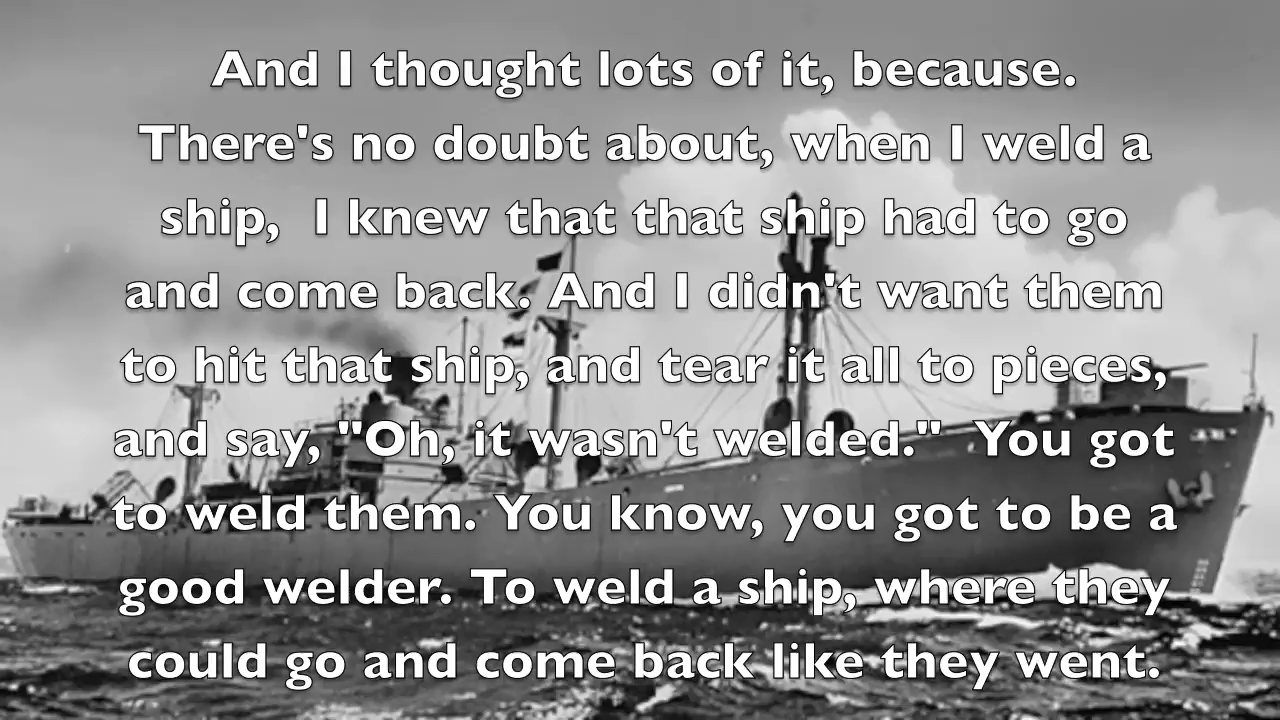 And I thought lots of it, because.
There's no doubt about, when I weld a
ship,  I knew that that ship had to go
and come back. And I didn't want them
to hit that ship, and tear it all to pieces,
and say, "Oh, it wasn't welded."  You got
to weld them. You know, you got to be a
good welder. To weld a ship, where they
could go and come back like they went.